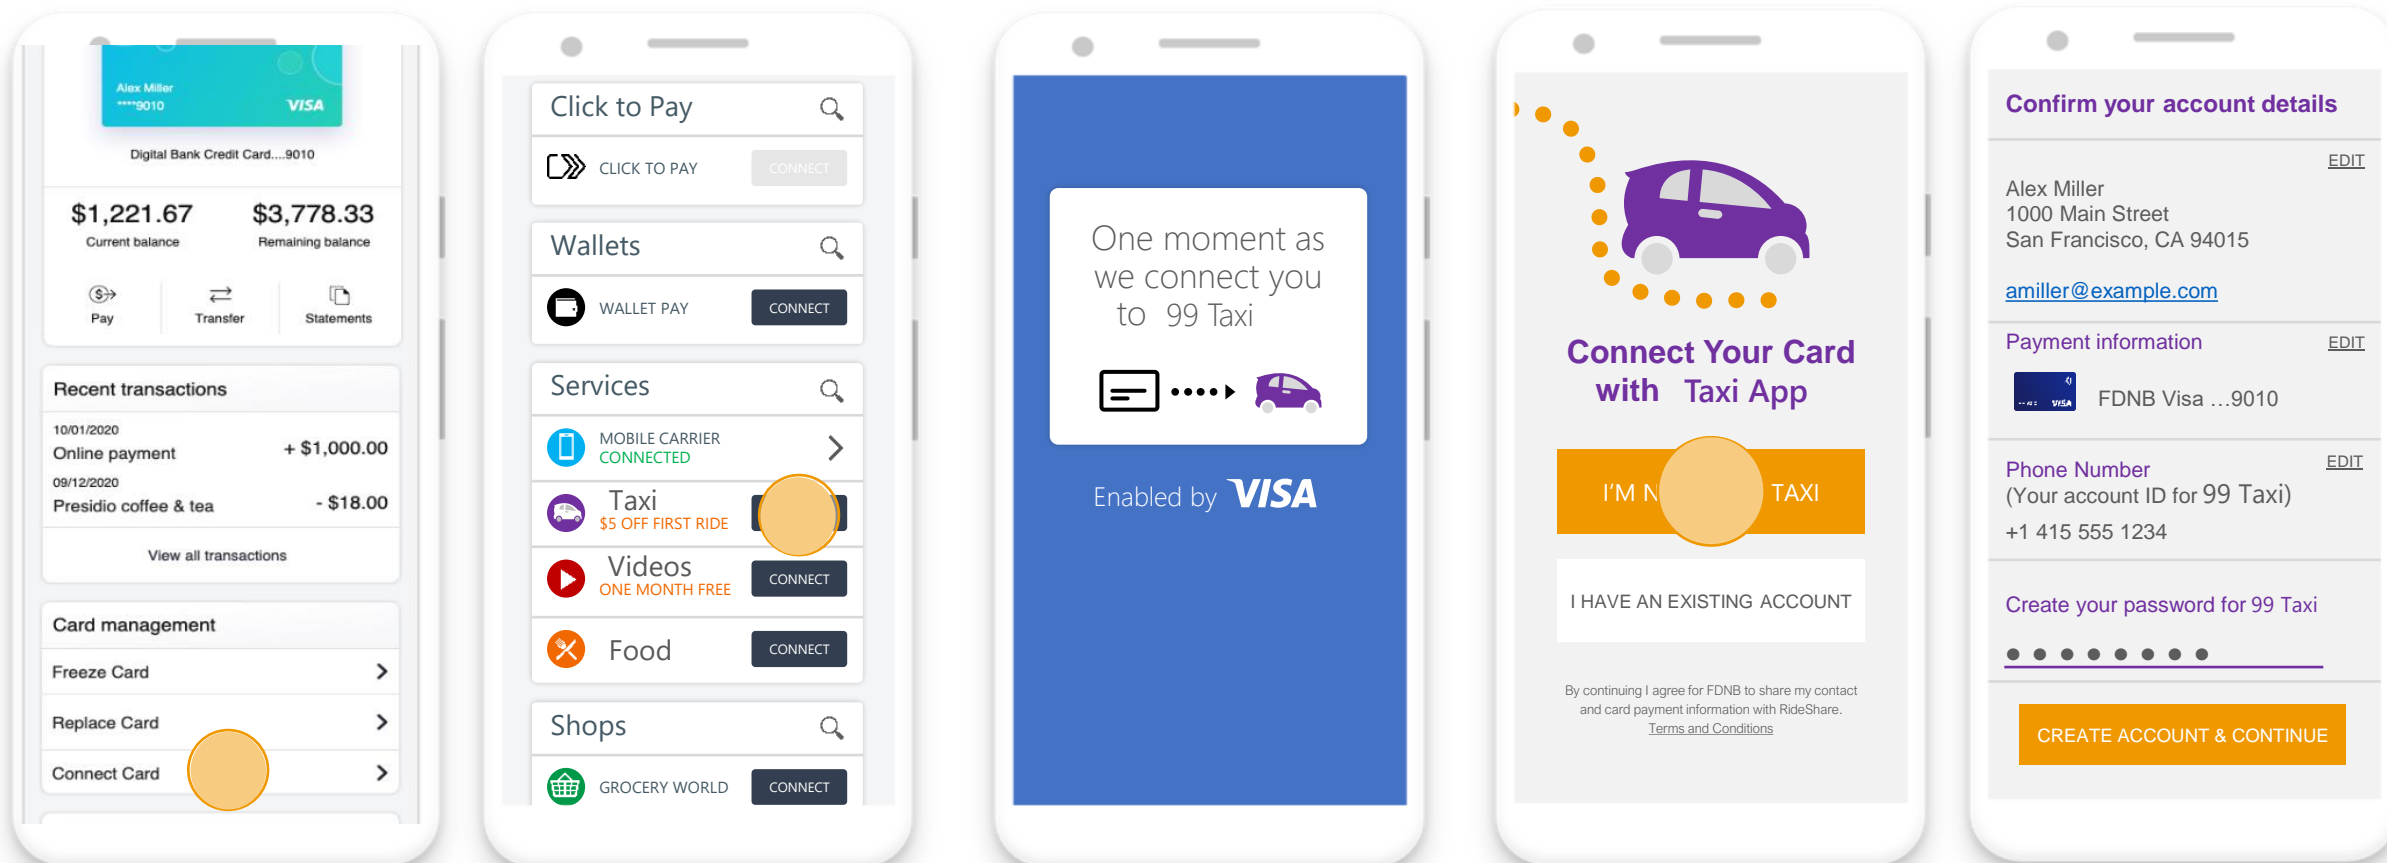 Alex Miller
****9010
VISA
Digital Bank Credit Card....9010
$1,221.67
$3,778.33
Current balance
Remaining balance
Pay
Transfer
Statements
Recent transactions
10/01/2020
Online payment
+ $1,000.00
09/12/2020
Presidio coffee & tea
- $18.00
View all transactions
Card management
Freeze Card
Replace Card
Connect Card
Click to Pay
CLICK TO PAY
CONNECT
Wallets
WALLET PAY
CONNECT
Services
MOBILE CARRIER
CONNECTED
Taxi
$5 OFF FIRST RIDE
Videos
ONE MONTH FREE
CONNECT
Food
CONNECT
Shops
GROCERY WORLD
CONNECT
One moment as
we connect you
to 99 Taxi
Enabled by VISA
Connect Your Card
with Taxi App
I'M N TAXI
I HAVE AN EXISTING ACCOUNT
By continuing I agree for FDNB to share my contact
and card payment information with RideShare.
Terms and Conditions
Confirm your account details
EDIT
Alex Miller
1000 Main Street
San Francisco, CA 94015
amiller@example.com
Payment information
EDIT
VISA
FDNB Visa …9010
Phone Number
EDIT
(Your account ID for 99 Taxi)
+1 415 555 1234
Create your password for 99 Taxi
CREATE ACCOUNT & CONTINUE